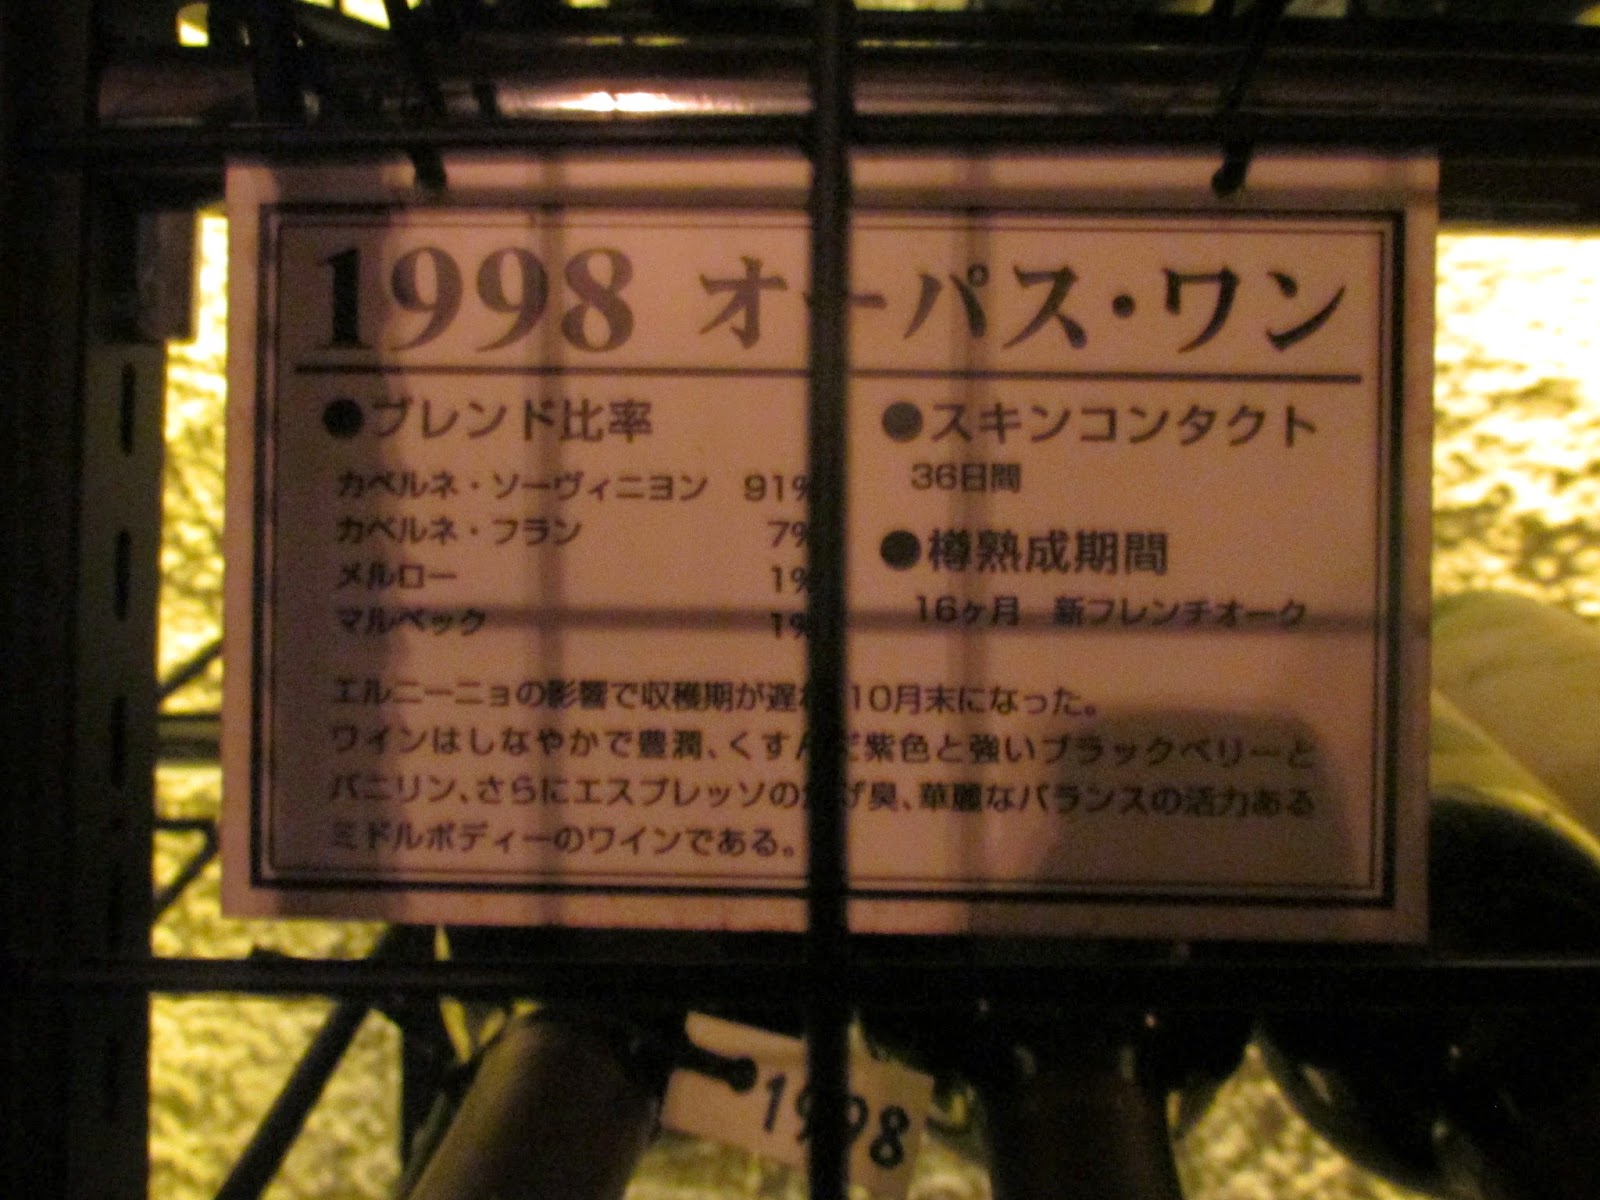 1998 オーパス・ワン
●ブレンド比率
カベルネ・ソーヴィニヨン 91%
カベルネ・フラン 7%
メルロー 1%
マルベック 1%
●スキンコンタクト
36日間
●樽熟成期間
16ヶ月 新フレンチオーク
エルニーニョの影響で収穫期が遅れ 10月末になった。
ワインはしなやかで豊潤、くすんだ紫色と強いブラックベリーと
バニリン、さらにエスプレッソの げ臭、華麗なバランスの活力ある
ミドルボディーのワインである。
1998